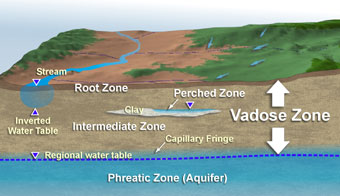 Stream
Root Zone
Perched Zone
Clay
Vadose Zone
Inverted
Water Table
Intermediate Zone
Capillary Fringe
Regional water table
Phreatic Zone (Aquifer)